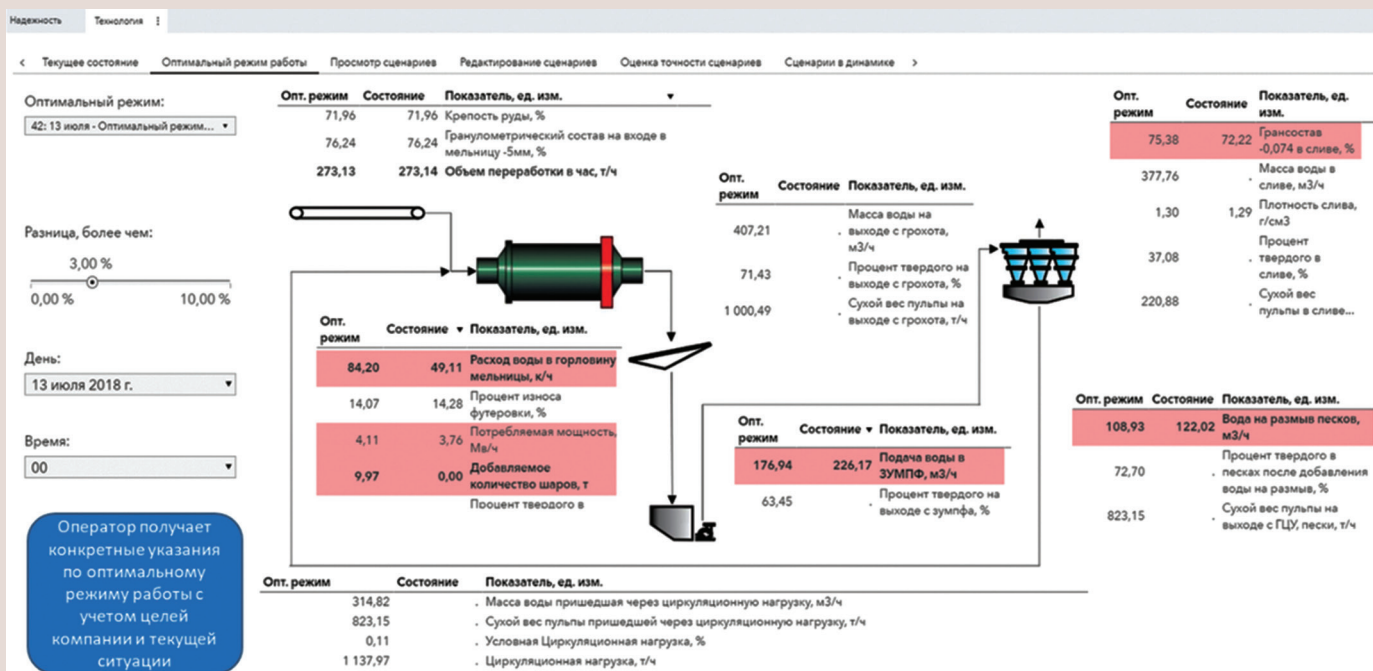 Надежность Технология
Текущее состояние Оптимальный режим работы Просмотр сценариев Редактирование сценариев Оценка точности сценариев Сценарии в динамике
Оптимальный режим:
42: 13 июля - Оптимальный режим...
Разница, более чем:
3,00 %
0,00 % 10,00 %
День:
13 июля 2018 г.
Время:
00
Оператор получает
конкретные указания
по оптимальному
режиму работы с
учетом целей
компании и текущей
ситуации
Опт. режим Состояние Показатель, ед. изм.
71,96 71,96 Крепость руды, %
76,24 76,24 Гранулометрический состав на входе в
мельницу -5мм, %
273,13 273,14 Объем переработки в час, т/ч
Опт.
режим Состояние Показатель, ед. изм.
84,20 49,11 Расход воды в горловину
мельницы, к/ч
14,07 14,28 Процент износа
футеровки, %
4,11 3,76 Потребляемая мощность,
Мв/ч
9,97 0,00 Добавляемое
количество шаров, т
Процент твердого в
Опт.
режим Состояние Показатель, ед. изм.
407,21 . Масса воды на
выходе с грохота,
м3/ч
71,43 . Процент твердого на
выходе с грохота, %
1 000,49 . Сухой вес пульпы на
выходе с грохота, т/ч
Опт.
режим Состояние Показатель, ед. изм.
176,94 226,17 Подача воды в
ЗУМПФ, м3/ч
63,45 . Процент твердого на
выходе с зумпфа, %
Опт.
режим Состояние Показатель, ед.
изм.
75,38 72,22 Грансостав
-0,074 в сливе, %
377,76 . Масса воды в
сливе, м3/ч
1,30 1,29 Плотность слива,
г/см3
37,08 . Процент
твердого в
сливе, %
220,88 . Сухой вес
пульпы в сливе...
Опт. режим Состояние Показатель, ед. изм.
108,93 122,02 Вода на размыв песков,
м3/ч
72,70 . Процент твердого в
песках после добавления
воды на размыв, %
823,15 . Сухой вес пульпы на
выходе с ГЦУ, пески, т/ч
Опт. режим Состояние Показатель, ед. изм.
314,82 . Масса воды пришедшая через циркуляционную нагрузку, м3/ч
823,15 . Сухой вес пульпы пришедшей через циркуляционную нагрузку, т/ч
0,11 . Условная Циркуляционная нагрузка, %
1 137,97 . Циркуляционная нагрузка, т/ч